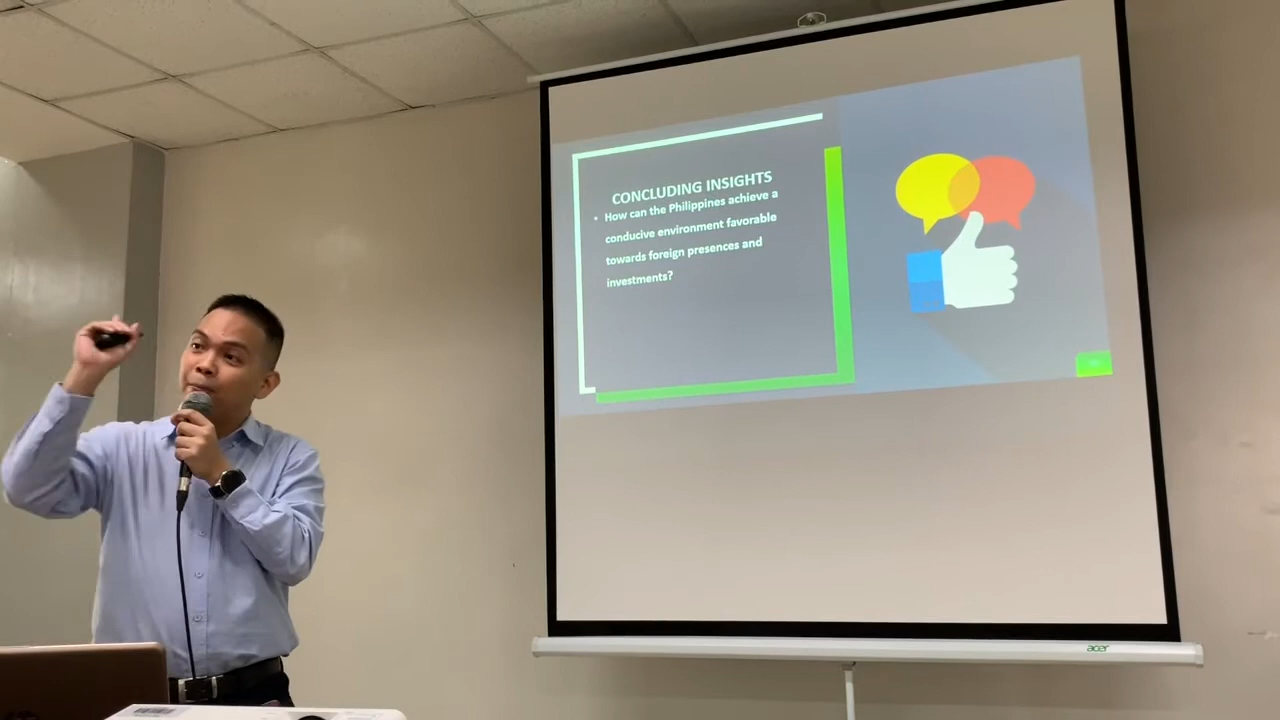 CONCLUDING INSIGHTS
• How can the Philippines achieve a
conducive environment favorable
towards foreign presences and
investments?
acer